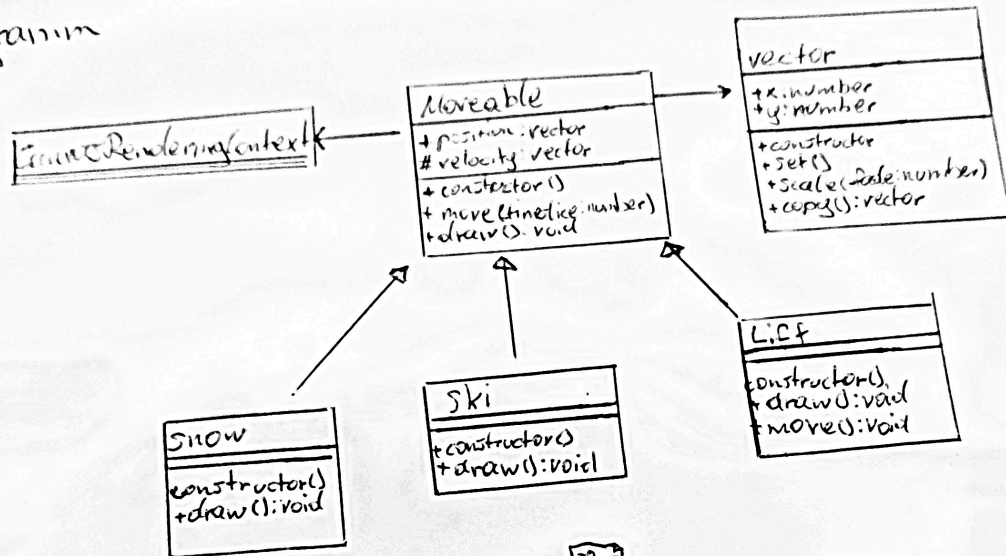 Moveable
+ position: vector
# velocity: vector
+ constructor()
+ move(timeslice: number)
+draw(): void
vector
+x: number
+y: number
+constructor
+set()
+scale( :number)
+copy(): vector
snow
constructor()
+draw(): void
Ski
+constructor()
+draw(): void
Lift
constructor()
+draw(): void
+move(): void